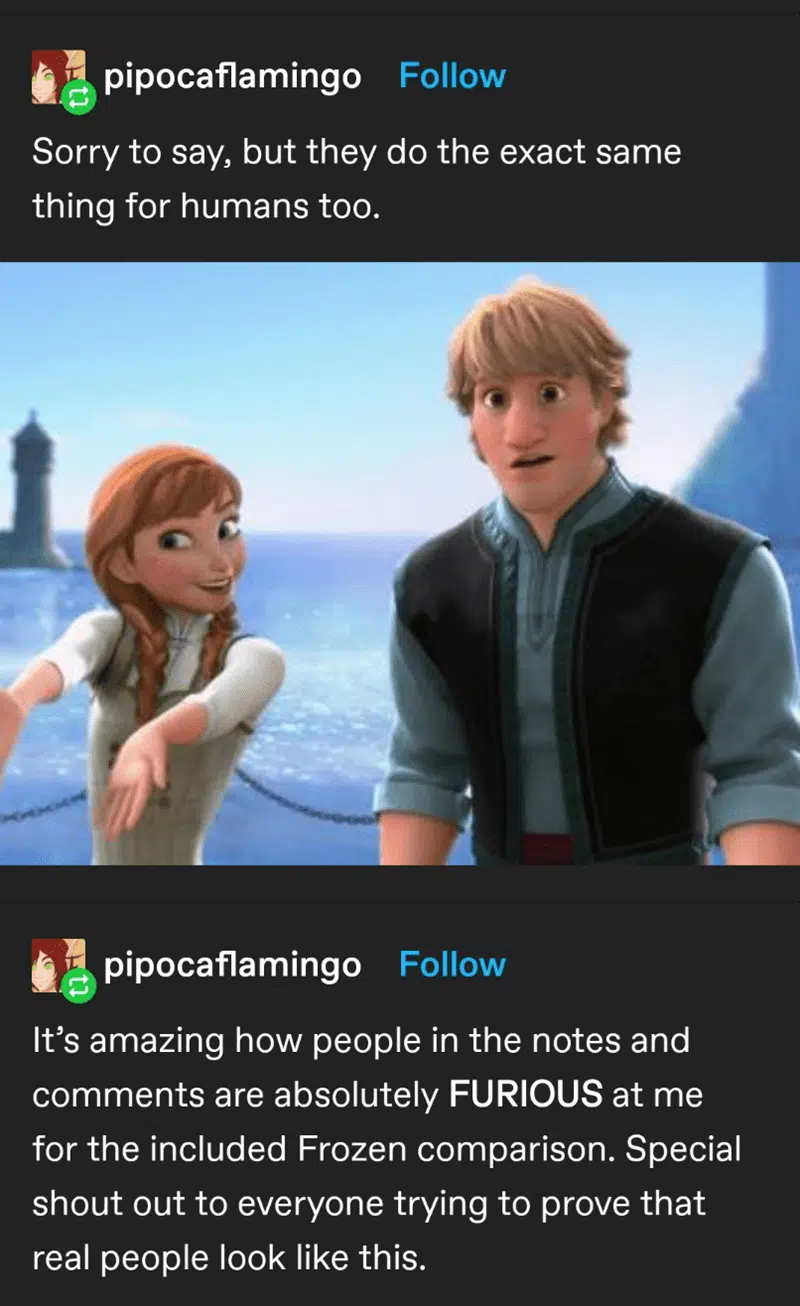 pipocaflamingo Follow
Sorry to say, but they do the exact same
thing for humans too.
pipocaflamingo Follow
It’s amazing how people in the notes and
comments are absolutely FURIOUS at me
for the included Frozen comparison. Special
shout out to everyone trying to prove that
real people look like this.